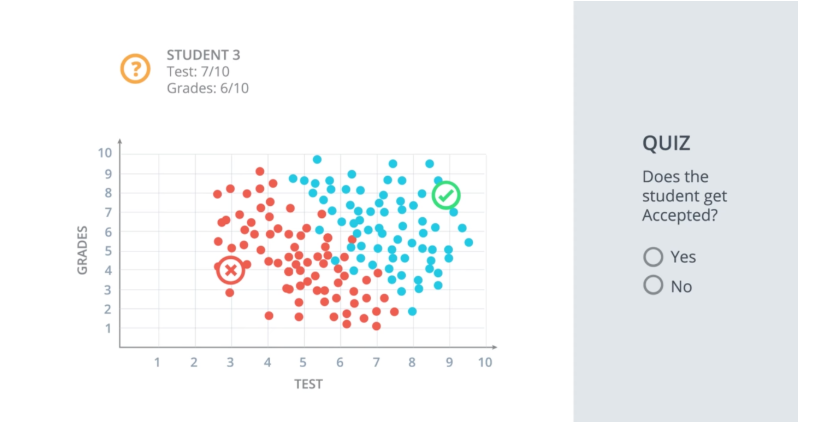 ?
STUDENT 3
Test: 7/10
Grades: 6/10
10
9
8
7
6
5
4
3
2
1
GRADES
1 2 3 4 5 6 7 8 9 10
TEST
QUIZ
Does the
student get
Accepted?
Yes
No